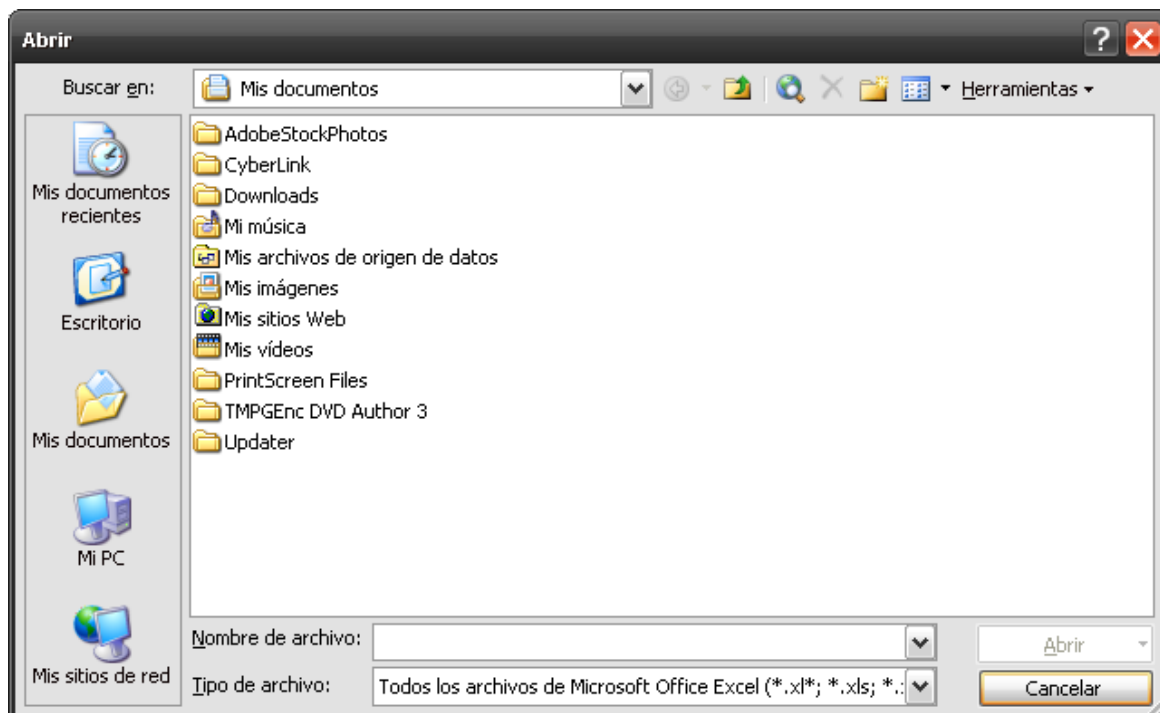 Abrir
Buscar en:
Mis documentos
Herramientas
Mis documentos
recientes
Escritorio
Mis documentos
Mi PC
Mis sitios de red
AdobeStockPhotos
CyberLink
Downloads
Mi música
Mis archivos de origen de datos
Mis imágenes
Mis sitios Web
Mis vídeos
PrintScreen Files
TMPGEnc DVD Author 3
Updater
Nombre de archivo:
Abrir
Tipo de archivo:
Todos los archivos de Microsoft Office Excel (*.xl*; *.xls; *.
Cancelar